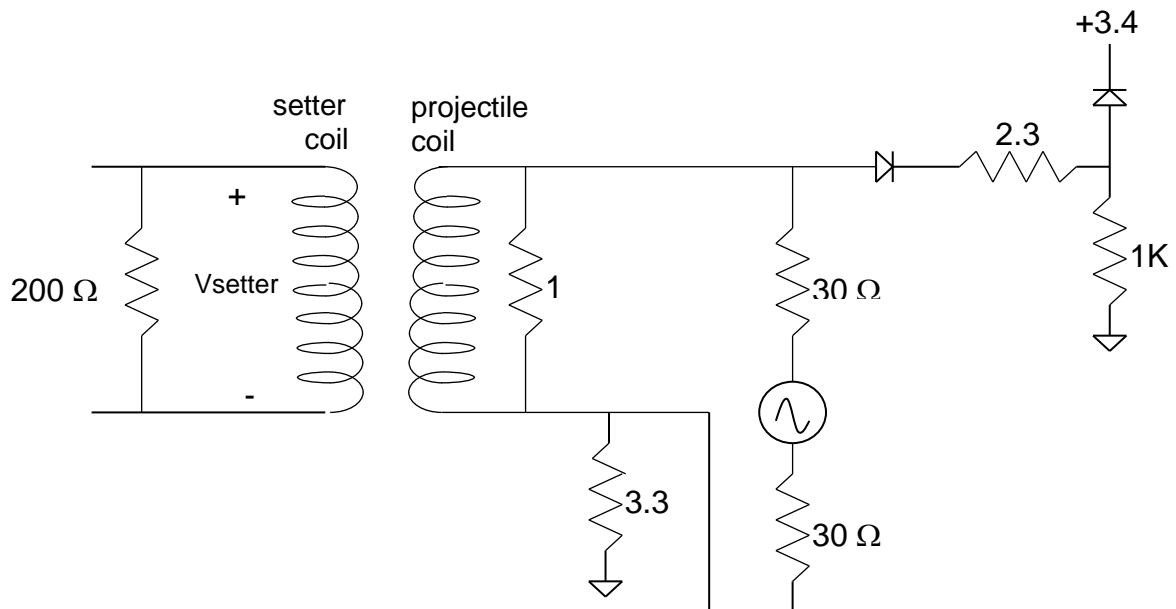 +3.4
setter
coil
projectile
coil
2.3
+
200 Ω
Vsetter
1
30 Ω
1K
-
3.3
30 Ω